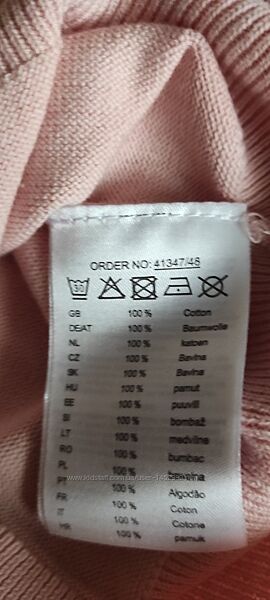 ORDER NO: 41347/48
30
GB 100 % Cotton
DE/AT 100 % Baumwolle
NL 100 % katoen
CZ 100 % Bavlna
SK 100 % Bavlna
HU 100 % pamut
EE 100 % puuvill
SI 100 % bombaž
LT 100 % medvilnė
RO 100 % bumbac
PL 100 % bawełna
100 % Algodão
FR 100 % Coton
IT 100 % Cotone
HR 100 % pamuk